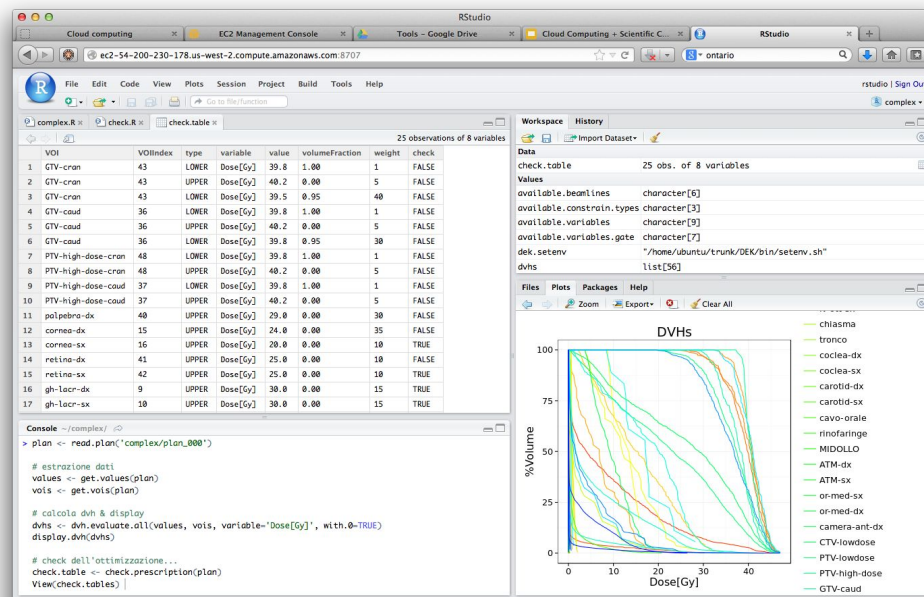 RStudio
Cloud computing
EC2 Management Console
Tools – Google Drive
Cloud Computing + Scientific C...
RStudio
ec2-54-200-230-178.us-west-2.compute.amazonaws.com:8707
ontario
File Edit Code View Plots Session Project Build Tools Help
rstudio | Sign Out
Go to file/function
complex
complex.R check.R check.table
25 observations of 8 variables
VOI VOIIndex type variable value volumeFraction weight check
1 GTV-cran 43 LOWER Dose[Gy] 39.8 1.00 1 FALSE
2 GTV-cran 43 UPPER Dose[Gy] 40.2 0.00 5 FALSE
3 GTV-cran 43 LOWER Dose[Gy] 39.5 0.95 40 FALSE
4 GTV-caud 36 LOWER Dose[Gy] 39.8 1.00 1 FALSE
5 GTV-caud 36 UPPER Dose[Gy] 40.2 0.00 5 FALSE
6 GTV-caud 36 LOWER Dose[Gy] 39.8 0.95 30 FALSE
7 PTV-high-dose-cran 48 LOWER Dose[Gy] 39.8 1.00 1 FALSE
8 PTV-high-dose-cran 48 UPPER Dose[Gy] 40.2 0.00 5 FALSE
9 PTV-high-dose-caud 37 LOWER Dose[Gy] 39.8 1.00 1 FALSE
10 PTV-high-dose-caud 37 UPPER Dose[Gy] 40.2 0.00 5 FALSE
11 palpebra-dx 40 UPPER Dose[Gy] 29.0 0.00 30 FALSE
12 cornea-dx 15 UPPER Dose[Gy] 24.0 0.00 35 FALSE
13 cornea-sx 16 UPPER Dose[Gy] 20.0 0.00 10 TRUE
14 retina-dx 41 UPPER Dose[Gy] 25.0 0.00 10 FALSE
15 retina-sx 42 UPPER Dose[Gy] 25.0 0.00 10 TRUE
16 gh-lacr-dx 9 UPPER Dose[Gy] 30.0 0.00 15 TRUE
17 gh-lacr-sx 10 UPPER Dose[Gy] 30.0 0.00 15 TRUE
Console ~/complex/
> plan <- read.plan('complex/plan_000')
# estrazione dati
values <- get.values(plan)
vois <- get.vois(plan)
# calcola dvh & display
dvhs <- dvh.evaluate.all(values, vois, variable='Dose[Gy]', with.0=TRUE)
display.dvh(dvhs)
# check dell'ottimizzazione...
check.table <- check.prescription(plan)
View(check.tables)
Workspace History
Import Dataset
Data
check.table 25 obs. of 8 variables
Values
available.beamlines character[6]
available.constrain.types character[3]
available.variables character[9]
available.variables.gate character[7]
dek.setenv "/home/ubuntu/trunk/DEK/bin/setenv.sh"
dvhs list[56]
Files Plots Packages Help
Zoom Export Clear All
DVHs
100
75
50
25
0
%Volume
0 10 20 30 40
Dose[Gy]
chiasma
tronco
coclea-dx
coclea-sx
carotid-dx
carotid-sx
cavo-orale
rinofaringe
MIDOLLO
ATM-dx
ATM-sx
or-med-sx
or-med-dx
camera-ant-dx
CTV-lowdose
PTV-lowdose
PTV-high-dose
GTV-caud